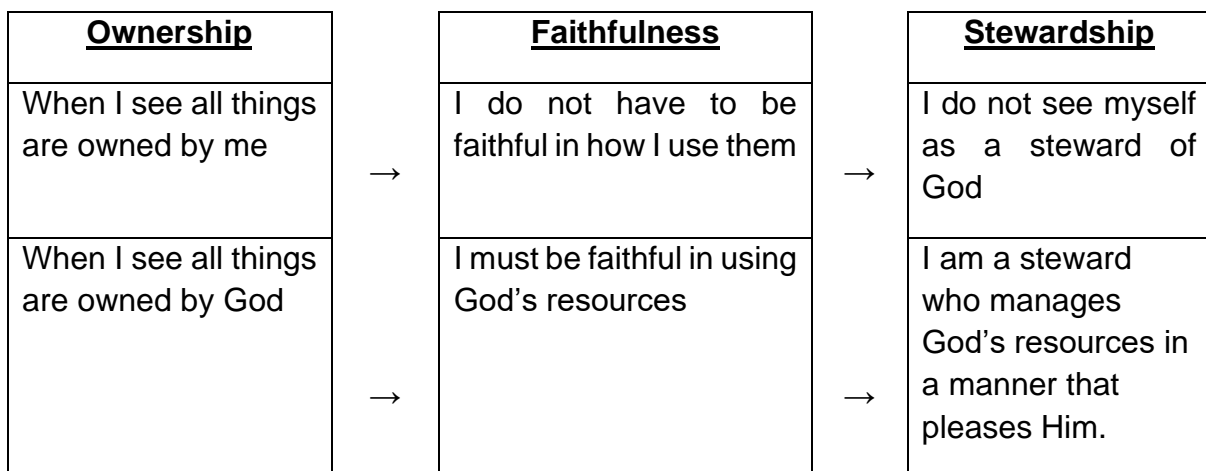 Ownership
Faithfulness
Stewardship
When I see all things
are owned by me
→
I do not have to be
faithful in how I use them
→
I do not see myself
as a steward of
God
When I see all things
are owned by God
→
I must be faithful in using
God’s resources
→
I am a steward
who manages
God’s resources in
a manner that
pleases Him.